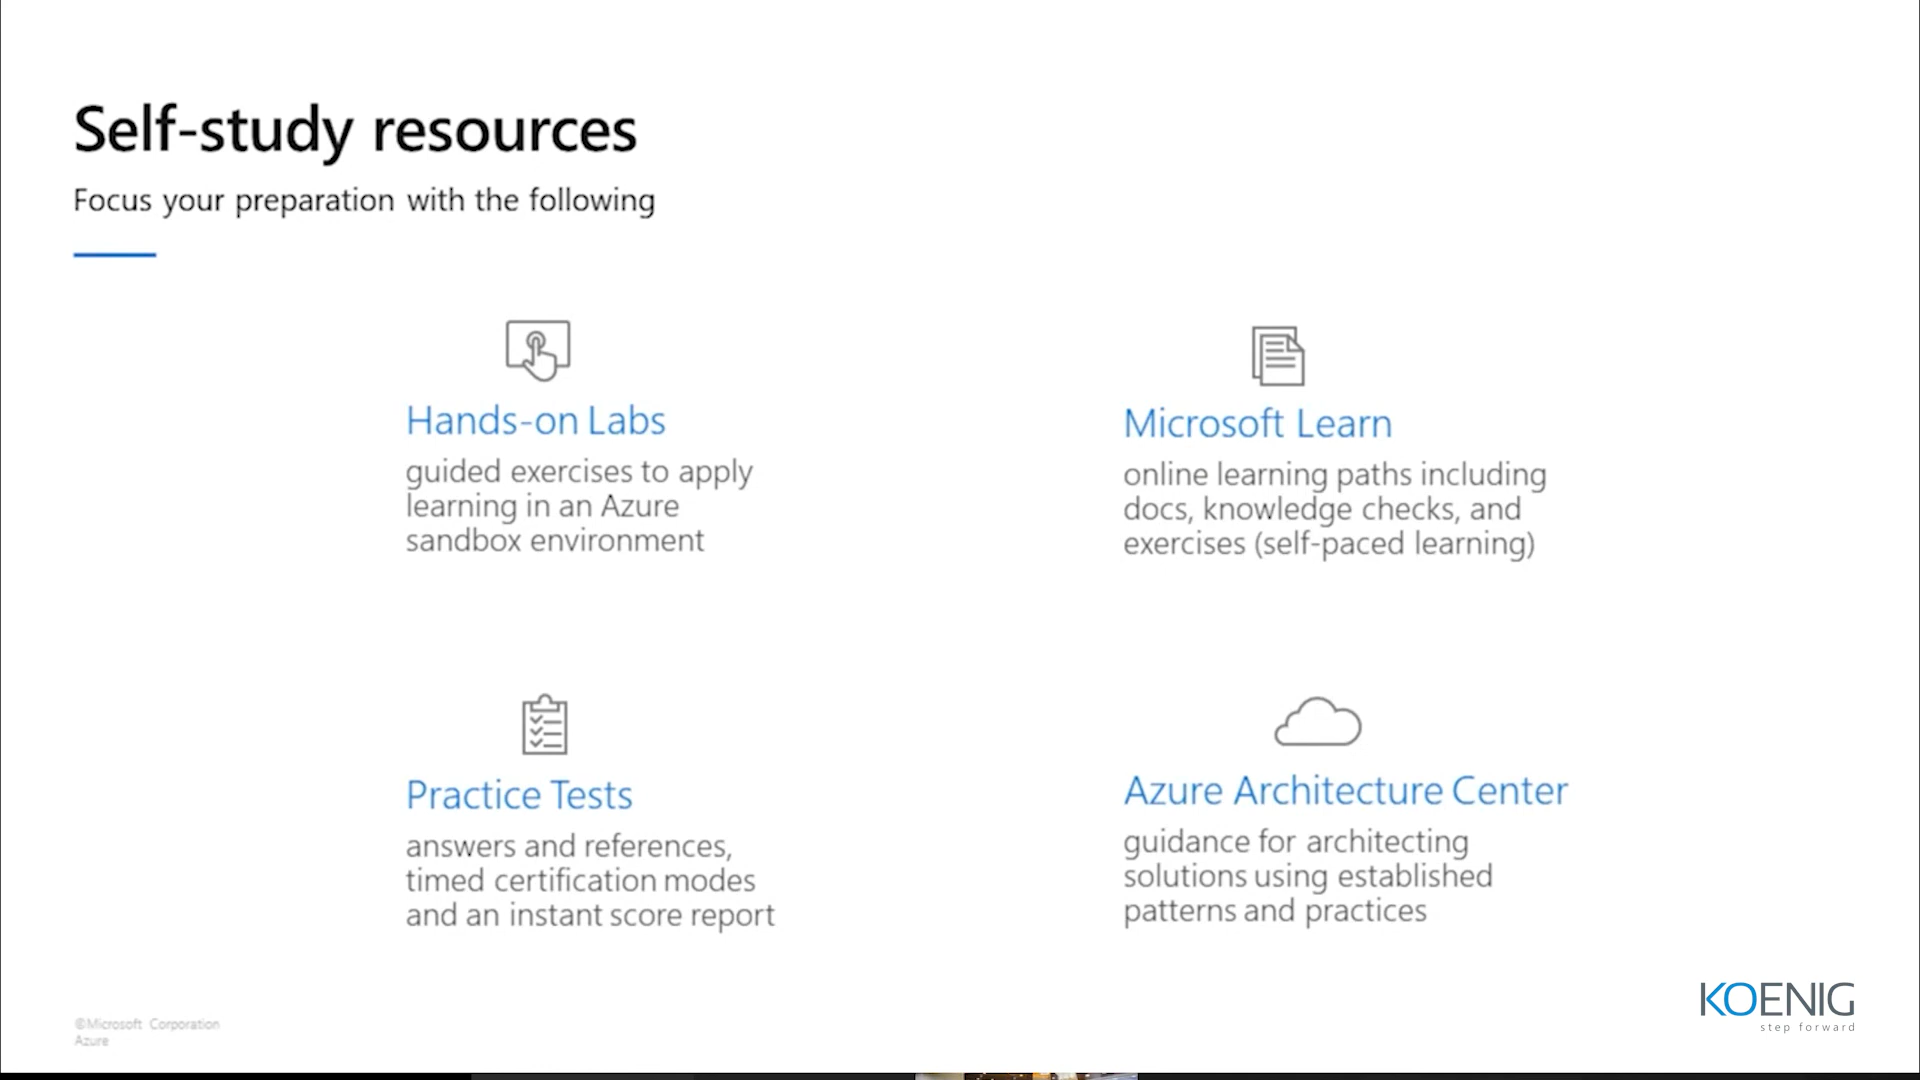 Self-study resources
Focus your preparation with the following
Hands-on Labs
guided exercises to apply
learning in an Azure
sandbox environment
Microsoft Learn
online learning paths including
docs, knowledge checks, and
exercises (self-paced learning)
Practice Tests
answers and references,
timed certification modes
and an instant score report
Azure Architecture Center
guidance for architecting
solutions using established
patterns and practices
©Microsoft Corporation
Azure
KOENIG
step forward